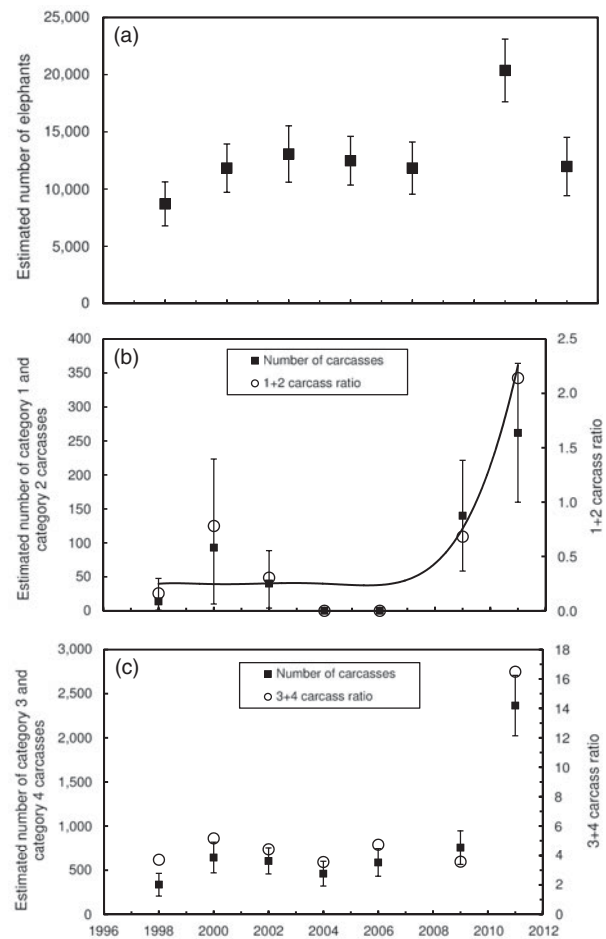 (a)
25,000
20,000
15,000
10,000
5,000
0
Estimated number of elephants
(b)
400
350
300
250
200
150
100
50
0
Estimated number of category 1 and
category 2 carcasses
Number of carcasses
1+2 carcass ratio
2.5
2.0
1.5
1.0
0.5
0.0
1+2 carcass ratio
(c)
3,000
2,500
2,000
1,500
1,000
500
0
Estimated number of category 3 and
category 4 carcasses
Number of carcasses
3+4 carcass ratio
18
16
14
12
10
8
6
4
2
0
3+4 carcass ratio
1996 1998 2000 2002 2004 2006 2008 2010 2012